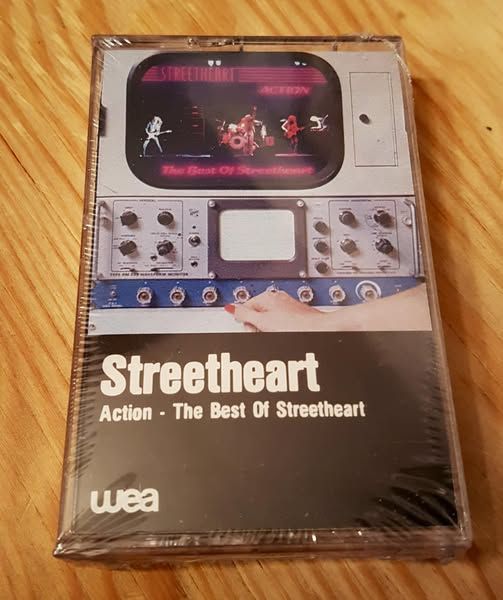 STREETHEART
ACTION
The Best Of Streetheart
Streetheart
Action - The Best Of Streetheart
wea